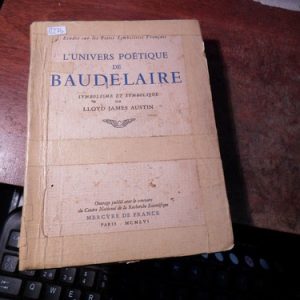 Études sur les Poètes Symbolistes Français
L'UNIVERS POÉTIQUE
DE
BAUDELAIRE
SYMBOLISME ET SYMBOLIQUE
PAR
LLOYD JAMES AUSTIN
Ouvrage publié avec le concours
du Centre National de la Recherche Scientifique
MERCVRE DE FRANCE
PARIS - MCMLVI